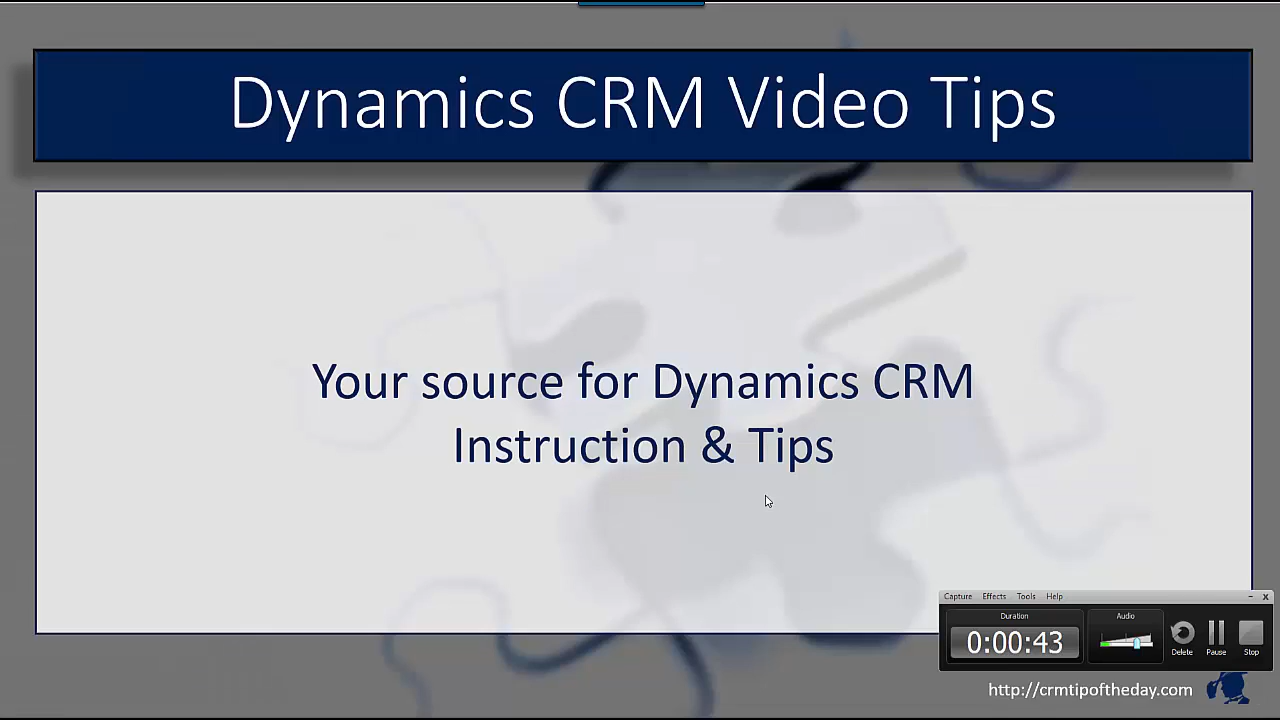 Dynamics CRM Video Tips
Your source for Dynamics CRM
Instruction & Tips
Capture Effects Tools Help
Duration
Audio
0:00:43
Delete Pause Stop
http://crmtipoftheday.com